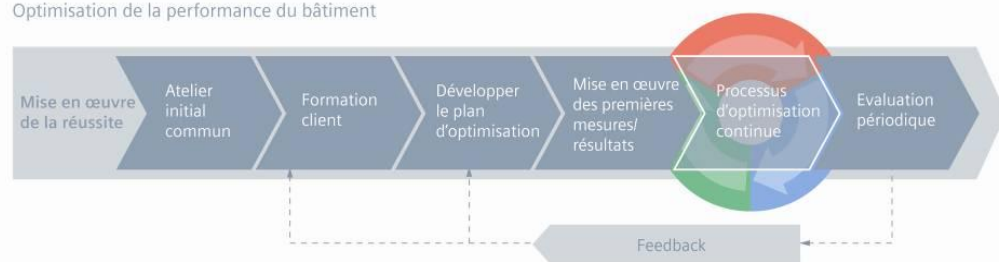 Optimisation de la performance du bâtiment
Mise en œuvre
de la réussite
Atelier
initial
commun
Formation
client
Développer
le plan
d'optimisation
Mise en œuvre
des premières
mesures/
résultats
Processus
d'optimisation
continue
Evaluation
périodique
Feedback